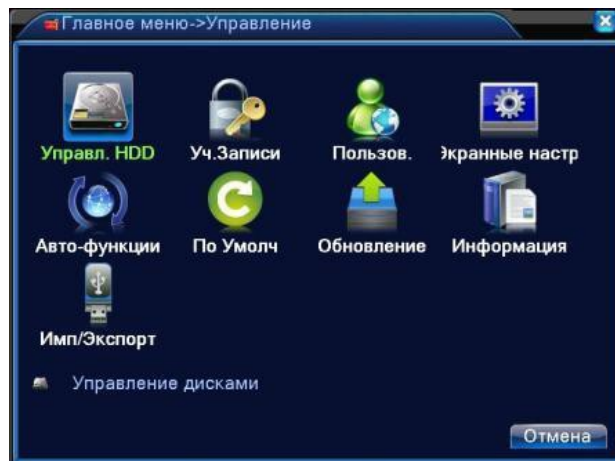 Главное меню->Управление
Управл. HDD Уч.Записи Пользов. Экранные настр
Авто-функции По Умолч Обновление Информация
Имп/Экспорт
Управление дисками
Отмена